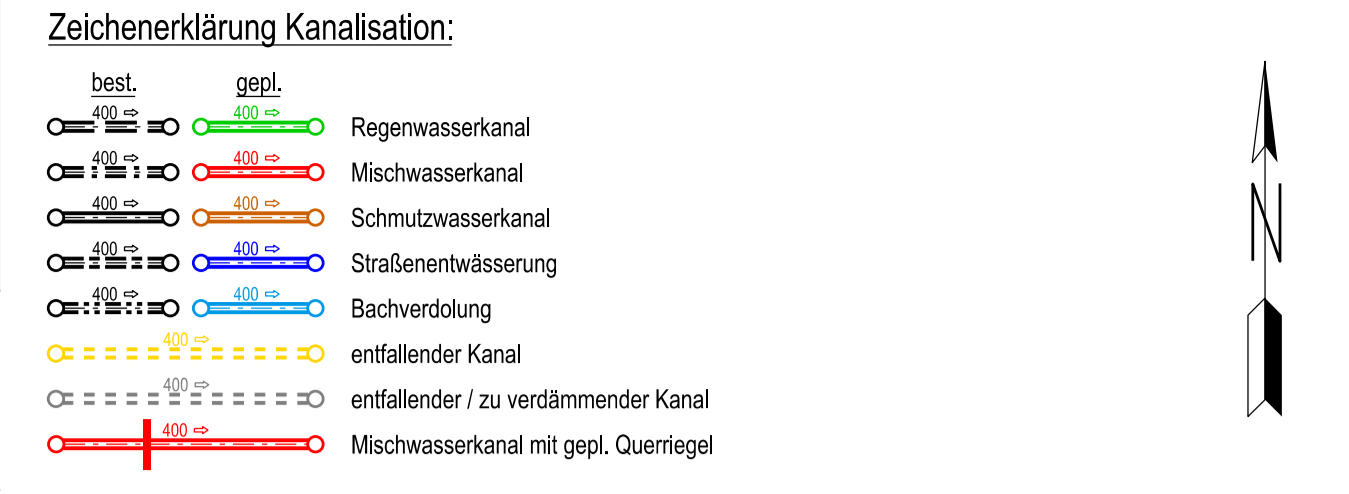 Zeichenerklärung Kanalisation:
best. gepl.
400 ⇨ 400 ⇨ Regenwasserkanal
400 ⇨ 400 ⇨ Mischwasserkanal
400 ⇨ 400 ⇨ Schmutzwasserkanal
400 ⇨ 400 ⇨ Straßenentwässerung
400 ⇨ 400 ⇨ Bachverdolung
400 ⇨ entfallender Kanal
400 ⇨ entfallender / zu verdämmender Kanal
400 ⇨ Mischwasserkanal mit gepl. Querriegel
N